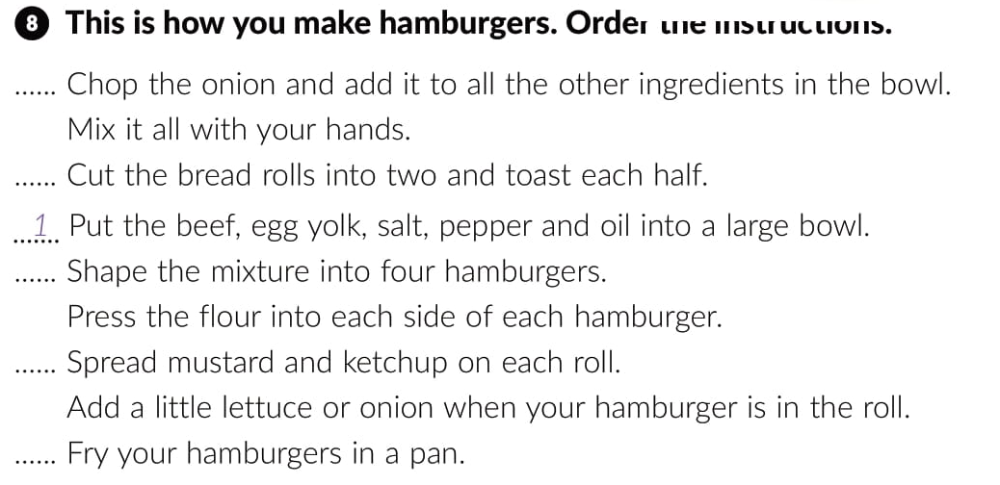 8 This is how you make hamburgers. Order the instructions.
...... Chop the onion and add it to all the other ingredients in the bowl.
Mix it all with your hands.
...... Cut the bread rolls into two and toast each half.
...1... Put the beef, egg yolk, salt, pepper and oil into a large bowl.
...... Shape the mixture into four hamburgers.
Press the flour into each side of each hamburger.
...... Spread mustard and ketchup on each roll.
Add a little lettuce or onion when your hamburger is in the roll.
...... Fry your hamburgers in a pan.